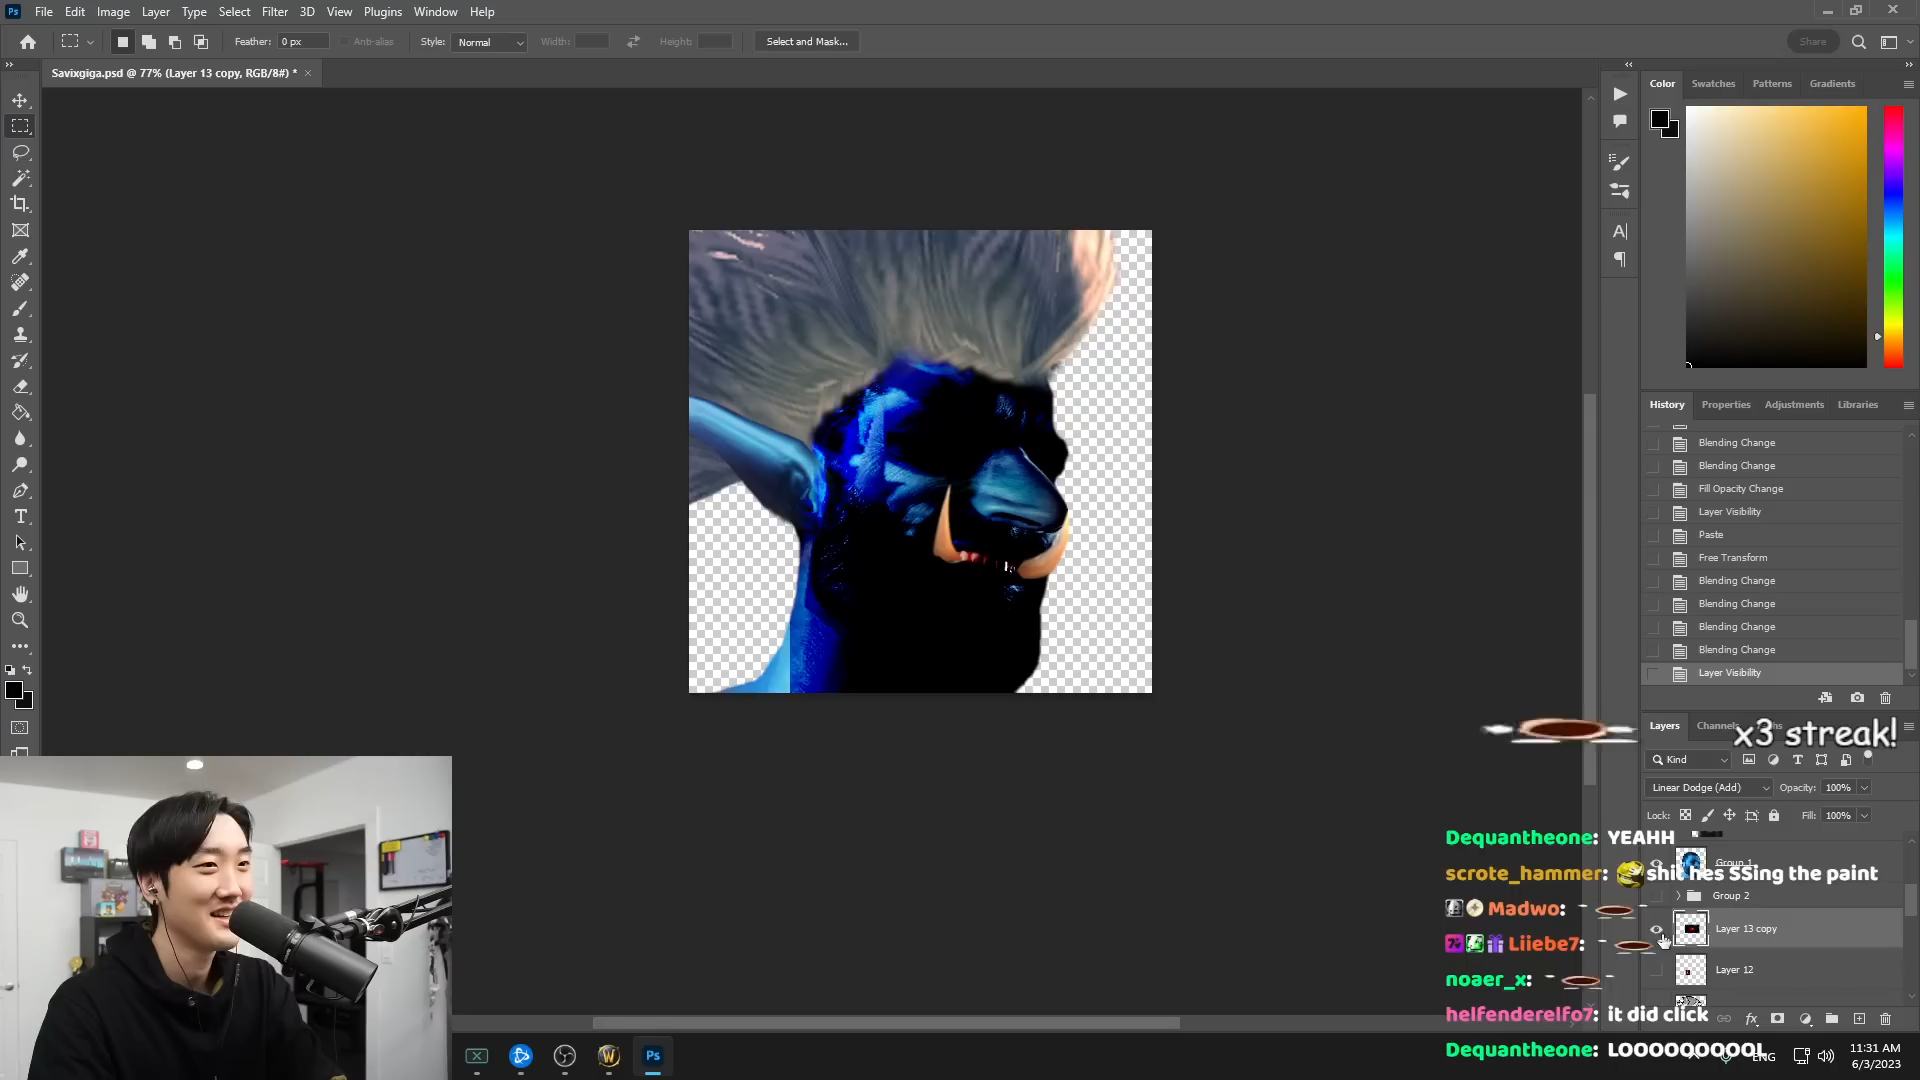 Ps File Edit Image Layer Type Select Filter 3D View Plugins Window Help
Feather: 0 px Anti-alias Style: Normal Width: Height: Select and Mask... Share
Savixgiga.psd @ 77% (Layer 13 copy, RGB/8#) * ×
Color Swatches Patterns Gradients
History Properties Adjustments Libraries
Blending Change
Blending Change
Fill Opacity Change
Layer Visibility
Paste
Free Transform
Blending Change
Blending Change
Blending Change
Blending Change
Layer Visibility
Layers Channels
x3 streak!
Kind
Linear Dodge (Add) Opacity: 100%
Lock: Fill: 100%
Dequantheone: YEAHH
Group 1
scrote_hammer: shit hes SSing the paint
Group 2
Madwo:
Layer 13 copy
Liiebe7:
Layer 12
noaer_x:
helfenderelfo7: it did click
Dequantheone: LOOOOOOOOOL
ENG
11:31 AM
6/3/2023